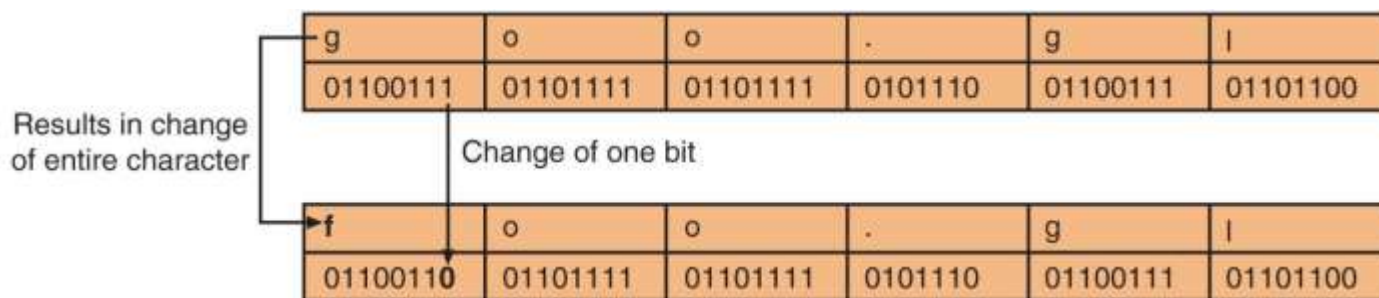 g o o . g l
01100111 01101111 01101111 0101110 01100111 01101100
Results in change
of entire character
Change of one bit
f o o . g l
01100110 01101111 01101111 0101110 01100111 01101100